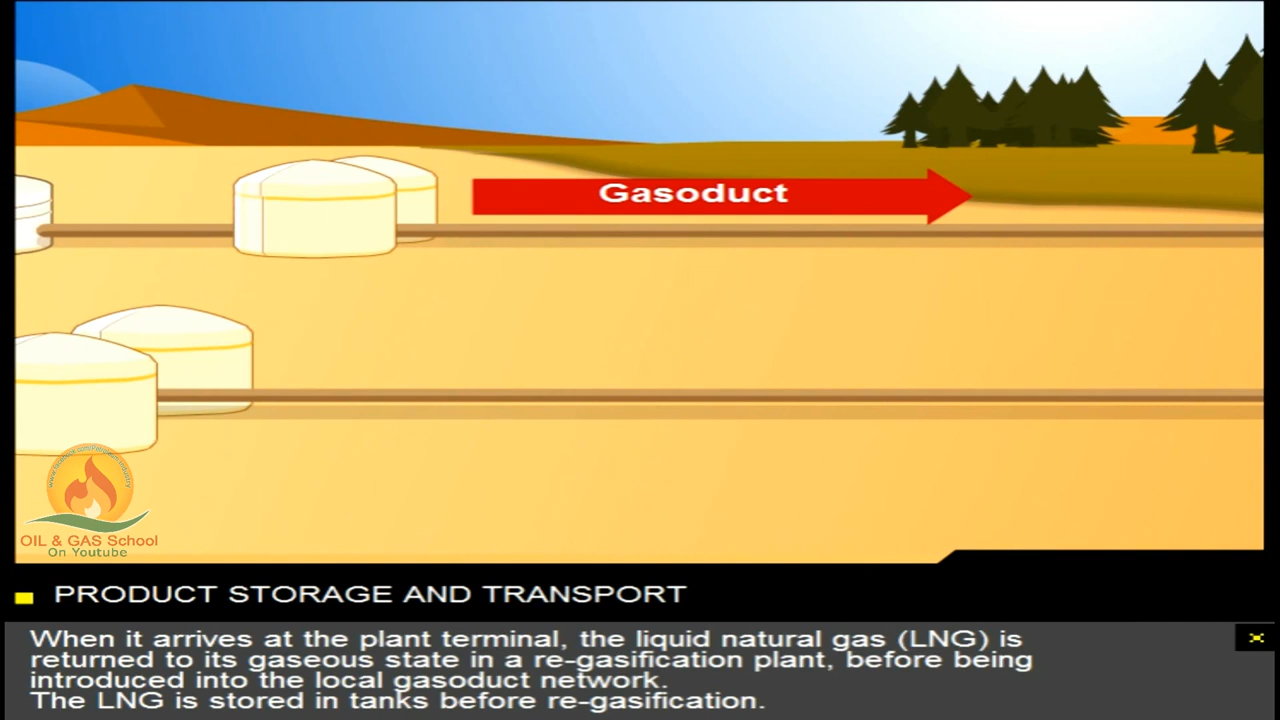 Gasoduct
OIL & GAS School
On Youtube
PRODUCT STORAGE AND TRANSPORT
When it arrives at the plant terminal, the liquid natural gas (LNG) is
returned to its gaseous state in a re-gasification plant, before being
introduced into the local gasoduct network.
The LNG is stored in tanks before re-gasification.